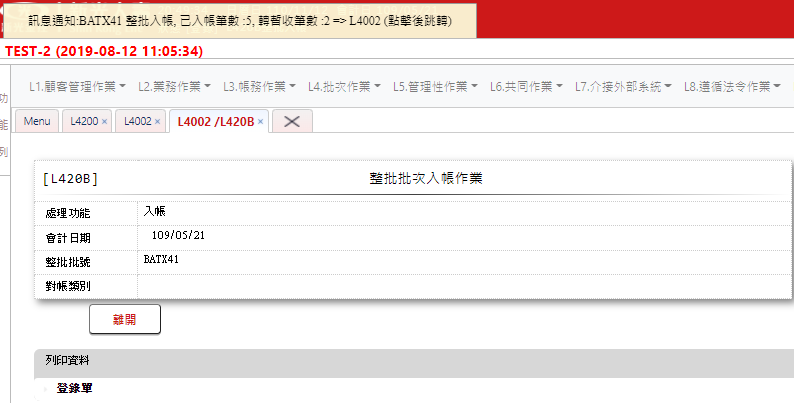 訊息通知:BATX41 整批入帳, 已入帳筆數 :5, 轉暫收筆數 :2 => L4002 (點擊後跳轉)
TEST-2 (2019-08-12 11:05:34)
L1.顧客管理作業 L2.業務作業 L3.帳務作業 L4.批次作業 L5.管理性作業 L6.共同作業 L7.介接外部系統 L8.遵循法令作業
功
能
列
Menu L4200 × L4002 × L4002 /L420B ×
[L420B] 整批批次入帳作業
處理功能 入帳
會計日期 109/05/21
整批批號 BATX41
對帳類別
離開
列印資料
登錄單